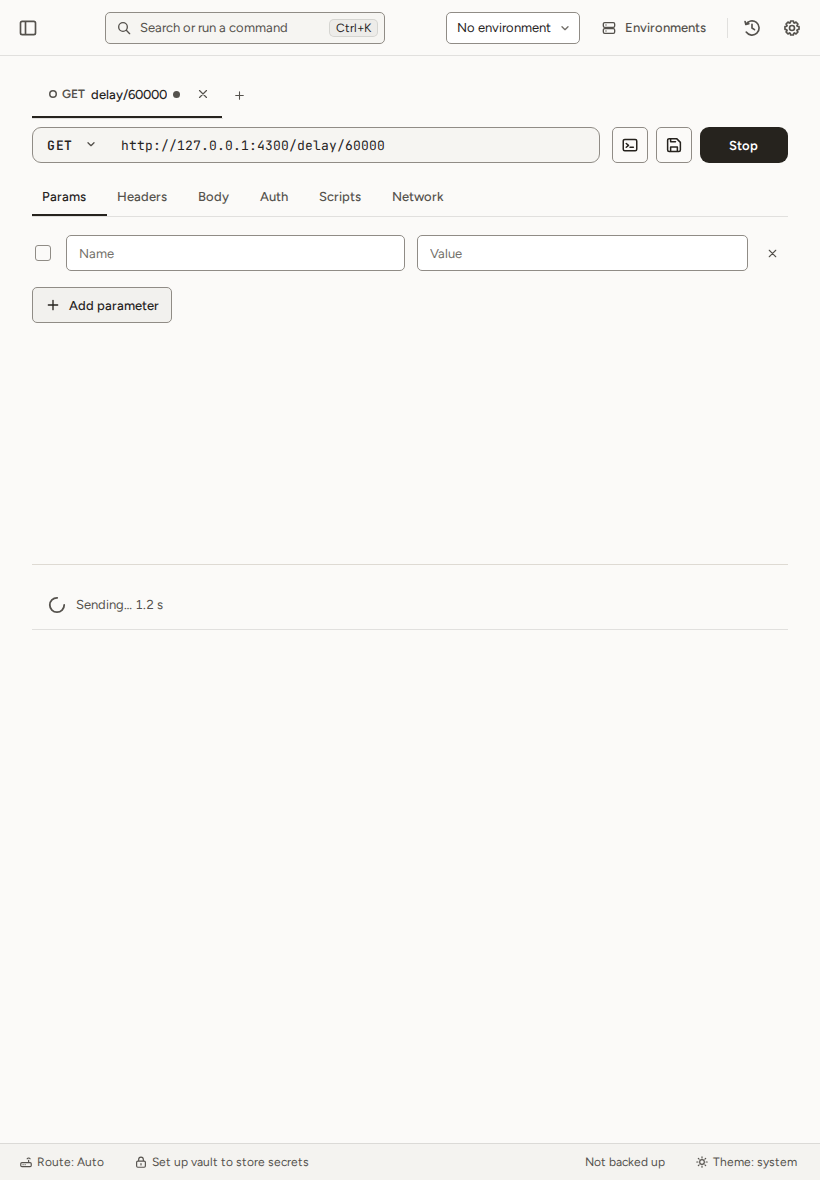 Search or run a command Ctrl+K No environment Environments
GET delay/60000
GET http://127.0.0.1:4300/delay/60000 Stop
Params Headers Body Auth Scripts Network
Name Value
Add parameter
Sending... 1.2 s
Route: Auto Set up vault to store secrets Not backed up Theme: system